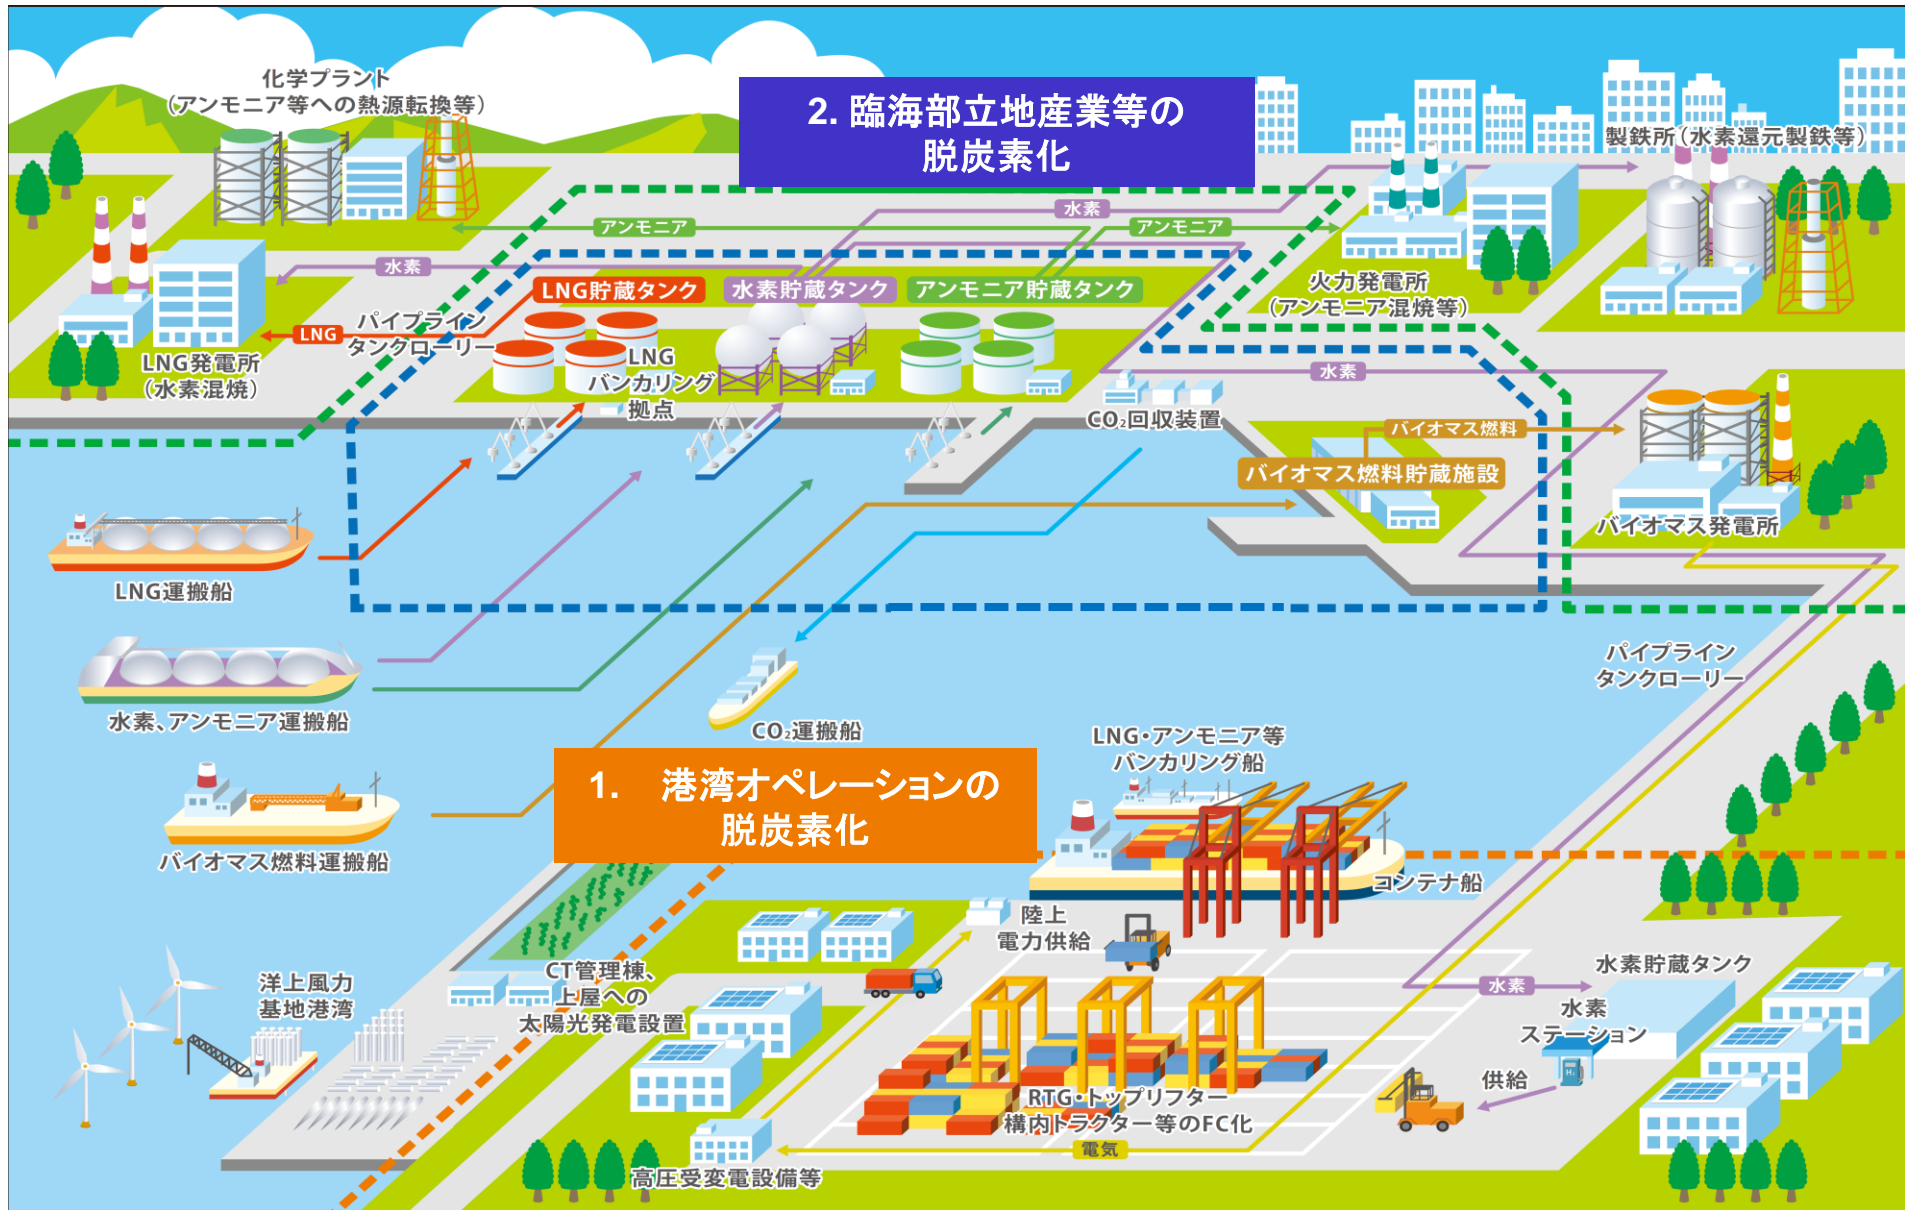 化学プラント
(アンモニア等への熱源転換等)
2. 臨海部立地産業等の
脱炭素化
製鉄所(水素還元製鉄等)
水素
アンモニア
アンモニア
水素
LNG貯蔵タンク
水素貯蔵タンク
アンモニア貯蔵タンク
火力発電所
(アンモニア混焼等)
LNG
パイプライン
タンクローリー
LNG発電所
(水素混焼)
LNG
バンカリング
拠点
水素
CO₂回収装置
バイオマス燃料
バイオマス燃料貯蔵施設
バイオマス発電所
LNG運搬船
パイプライン
タンクローリー
水素、アンモニア運搬船
CO₂運搬船
LNG・アンモニア等
バンカリング船
1. 港湾オペレーションの
脱炭素化
バイオマス燃料運搬船
コンテナ船
陸上
電力供給
洋上風力
基地港湾
CT管理棟、
上屋への
太陽光発電設置
水素貯蔵タンク
水素
水素
ステーション
H₂
供給
RTG・トップリフター
構内トラクター等のFC化
電気
高圧受変電設備等